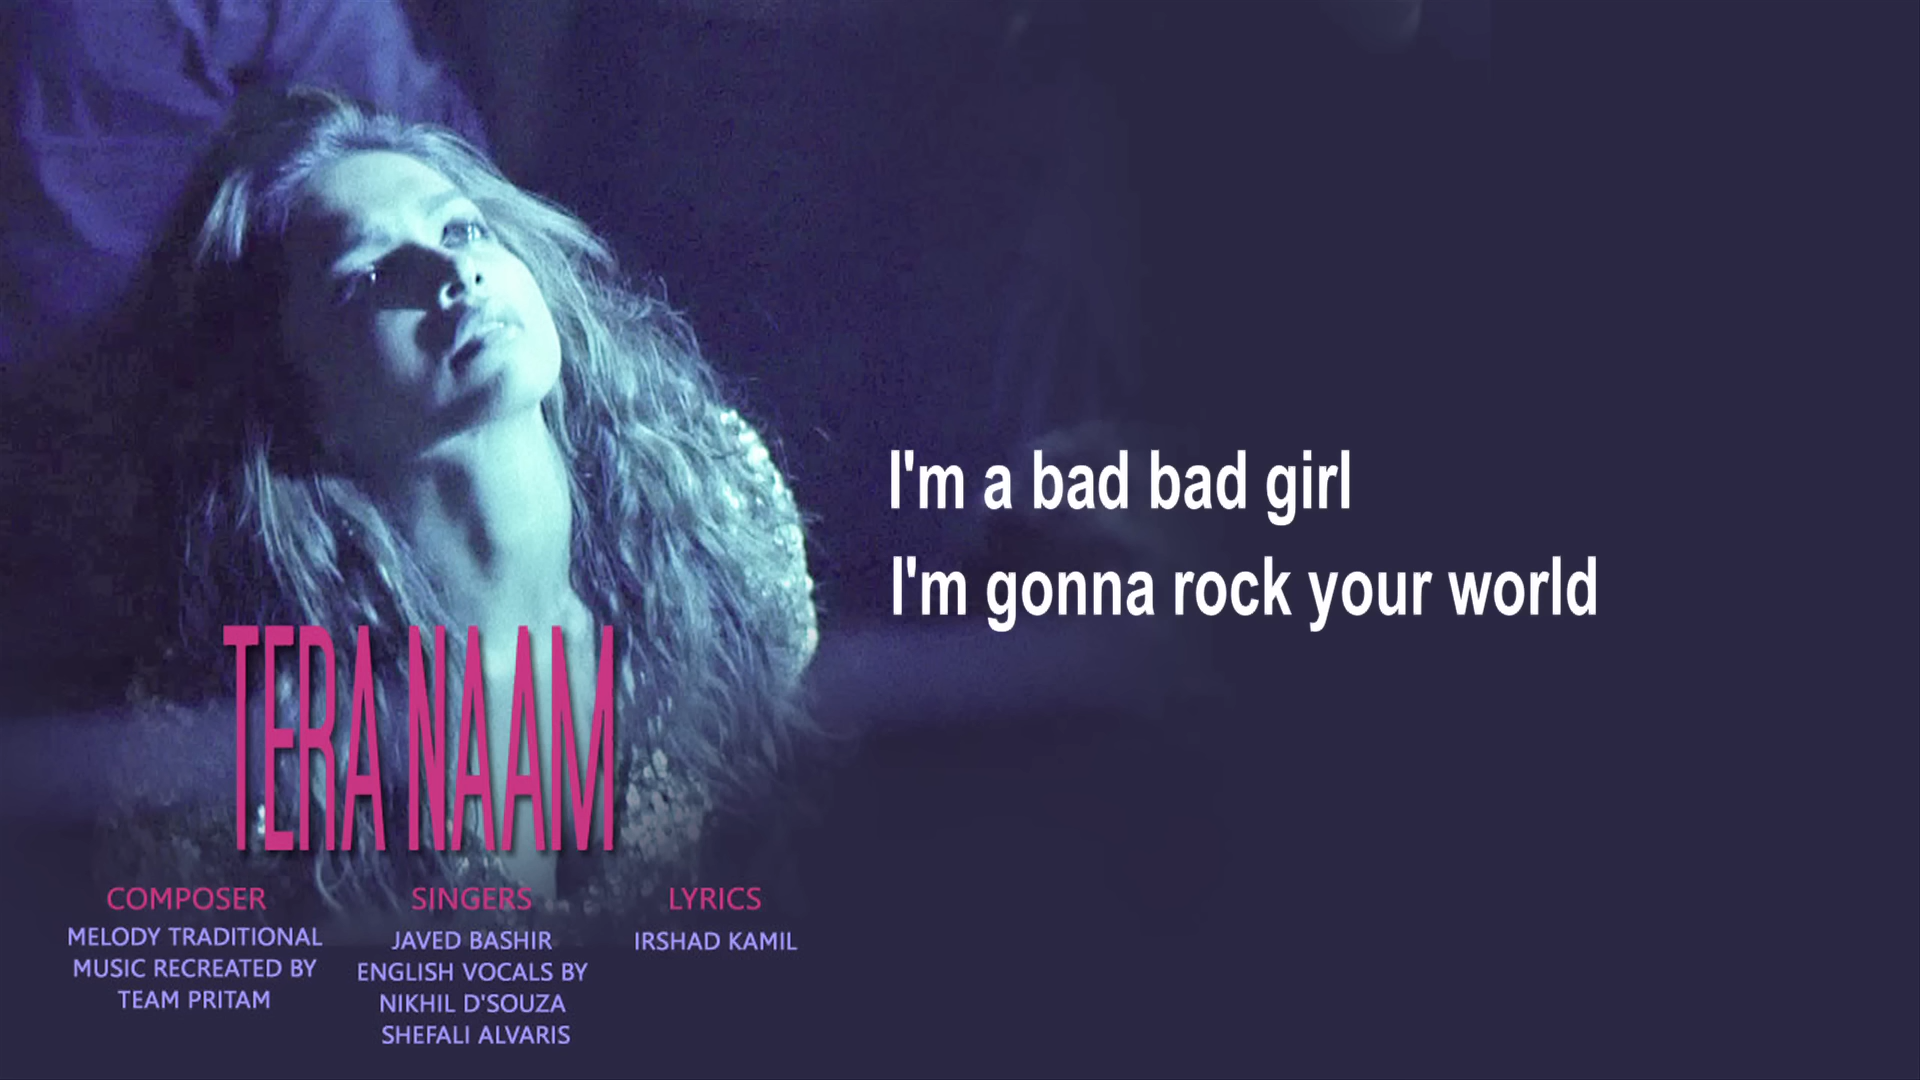 I'm a bad bad girl
I'm gonna rock your world
TERA NAAM
COMPOSER
MELODY TRADITIONAL
MUSIC RECREATED BY
TEAM PRITAM
SINGERS
JAVED BASHIR
ENGLISH VOCALS BY
NIKHIL D'SOUZA
SHEFALI ALVARIS
LYRICS
IRSHAD KAMIL